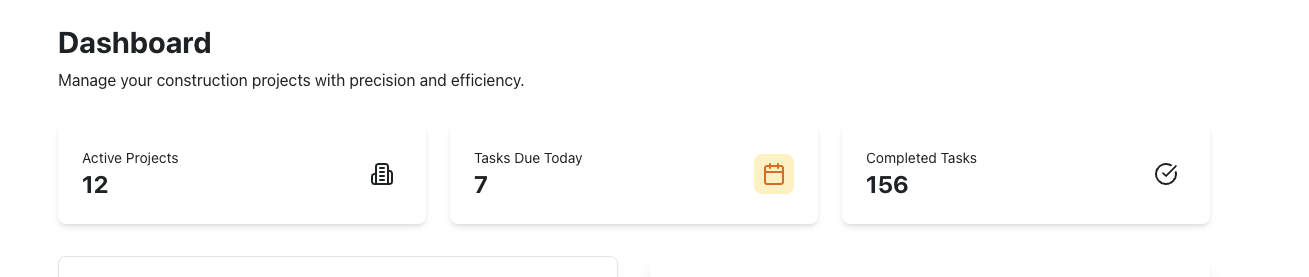 Dashboard
Manage your construction projects with precision and efficiency.
Active Projects
12
Tasks Due Today
7
Completed Tasks
156